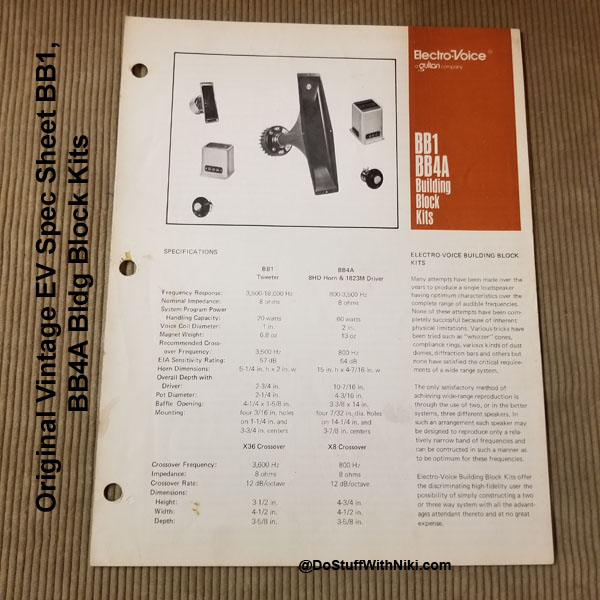 Original Vintage EV Spec Sheet BB1,
BB4A Bldg Block Kits
Electro-Voice®
a gulton company
BB1
BB4A
Building
Block
Kits
SPECIFICATIONS
BB1 BB4A
Tweeter 8HD Horn & 1823M Driver
Frequency Response: 3,500-18,000 Hz 800-3,500 Hz
Nominal Impedance: 8 ohms 8 ohms
System Program Power
Handling Capacity: 20 watts 60 watts
Voice Coil Diameter: 1 in. 2 in.
Magnet Weight: 6.8 oz 13 oz
Recommended Cross-
over Frequency: 3,500 Hz 800 Hz
EIA Sensitivity Rating: 57 dB 54 dB
Horn Dimensions: 5-1/4 in. h x 2 in. w 15 in. h x 4-7/16 in. w
Overall Depth with
Driver: 2-3/4 in. 10-7/16 in.
Pot Diameter: 2-1/4 in. 4-3/16 in.
Baffle Opening: 4-1/4 x 1-5/8 in. 3 3/8 x 14 in.
Mounting: four 3/16 in. holes four 7/32 in. dia. holes
on 1-1/4 in. and on 14-1/4 in. and
3-3/4 in. centers 3-7/8 in. centers
X36 Crossover X8 Crossover
Crossover Frequency: 3,600 Hz 800 Hz
Impedance: 8 ohms 8 ohms
Crossover Rate: 12 dB/octave 12 dB/octave
Dimensions:
Height: 3-1/2 in. 4-3/4 in.
Width: 4-1/2 in. 4-1/2 in.
Depth: 3-5/8 in. 3-5/8 in.
ELECTRO-VOICE BUILDING BLOCK
KITS
Many attempts have been made over the
years to produce a single loudspeaker
having optimum characteristics over the
complete range of audible frequencies.
None of these attempts have been com-
pletely successful because of inherent
physical limitations. Various tricks have
been tried such as "whizzer" cones,
compliance rings, various kinds of dust
domes, diffraction bars and others but
none have satisfied the critical require-
ments of a wide range system.
The only satisfactory method of
achieving wide-range reproduction is
through the use of two, or in the better
systems, three different speakers. In
such an arrangement each speaker may
be designed to reproduce only a rela-
tively narrow band of frequencies and
can be contructed in such a manner as
to be optimum for these frequencies.
Electro-Voice Building Block Kits offer
the discriminating high-fidelity user the
possibility of simply constructing a two
or three way system with all the advant-
ages attendant thereto and at no great
expense.
@DoStuffWithNiki.com